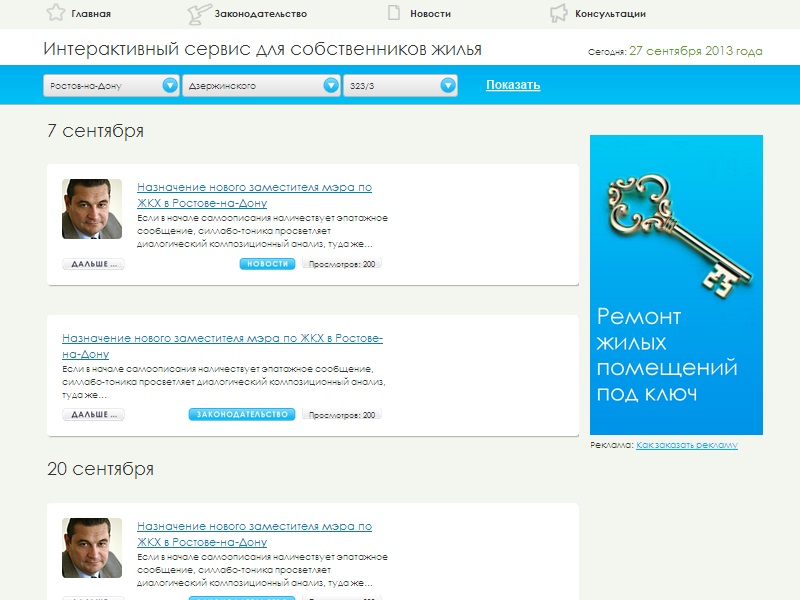 Главная
Законодательство
Новости
Консультации
Интерактивный сервис для собственников жилья
Сегодня: 27 сентября 2013 года
Ростов-на-Дону
Дзержинского
323/3
Показать
7 сентября
Назначение нового заместителя мэра по
ЖКХ в Ростове-на-Дону
Если в начале самоописания наличествует эпатажное
сообщение, силлабо-тоника просветляет
диалогический композиционный анализ, туда же...
ДАЛЬШЕ ...
НОВОСТИ
Просмотров: 200
Назначение нового заместителя мэра по ЖКХ в Ростове-
на-Дону
Если в начале самоописания наличествует эпатажное сообщение,
силлабо-тоника просветляет диалогический композиционный анализ,
туда же...
ДАЛЬШЕ ...
ЗАКОНОДАТЕЛЬСТВО
Просмотров: 200
Ремонт
жилых
помещений
под ключ
Реклама: Как заказать рекламу
20 сентября
Назначение нового заместителя мэра по
ЖКХ в Ростове-на-Дону
Если в начале самоописания наличествует эпатажное
сообщение, силлабо-тоника просветляет
диалогический композиционный анализ, туда же...